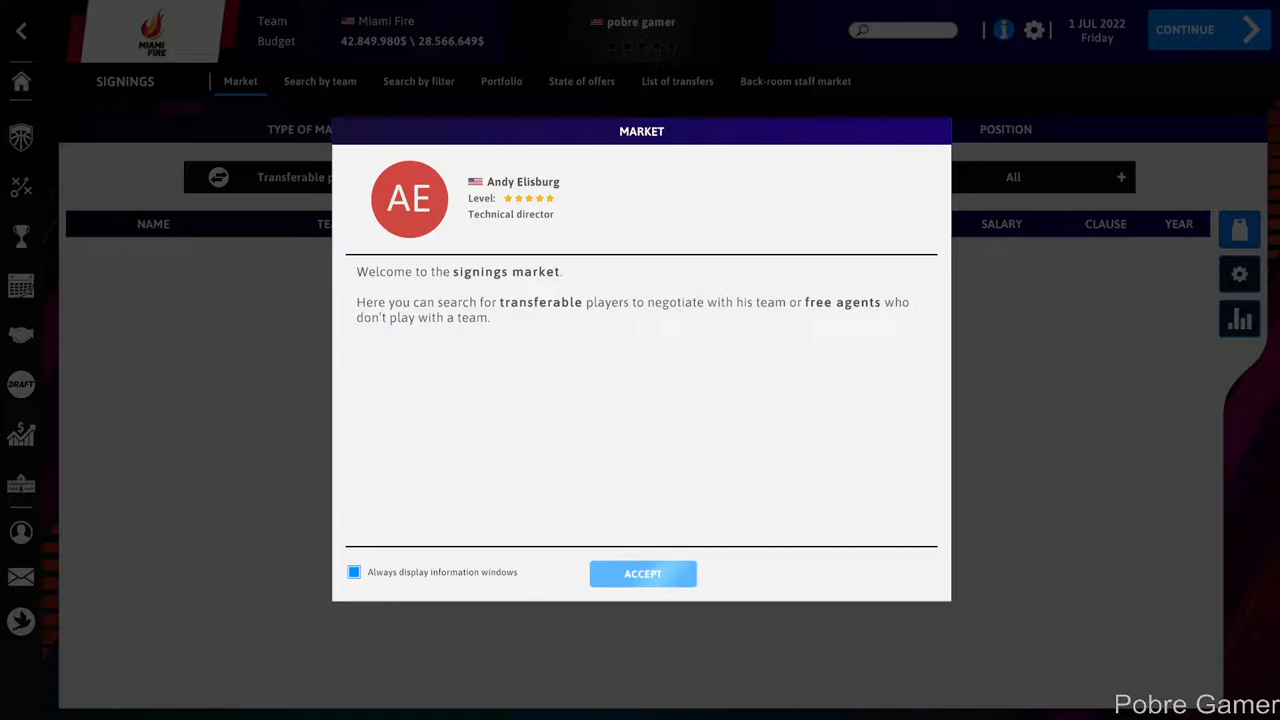 MIAMI FIRE
Team
Miami Fire
Budget
42.849.980$ \ 28.566.649$
pobre gamer
1 JUL 2022
Friday
CONTINUE
SIGNINGS
Market
Search by team
Search by filter
Portfolio
State of offers
List of transfers
Back-room staff market
POSITION
Transferable
All
NAME
SALARY
CLAUSE
YEAR
DRAFT
MARKET
AE
Andy Elisburg
Level:
Technical director
Welcome to the signings market.
Here you can search for transferable players to negotiate with his team or free agents who
don't play with a team.
Always display information windows
ACCEPT
Pobre Gamer